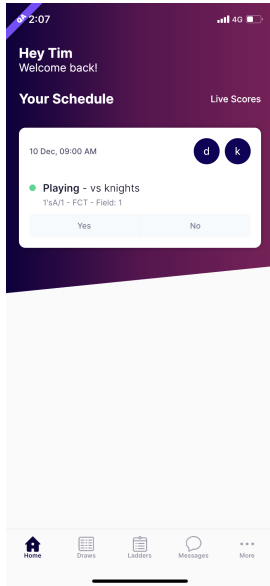 QA
2:07
4G
Hey Tim
Welcome back!
Your Schedule
Live Scores
10 Dec, 09:00 AM
d
k
Playing - vs knights
1'sA/1 - FCT - Field: 1
Yes
No
Home
Draws
Ladders
Messages
More